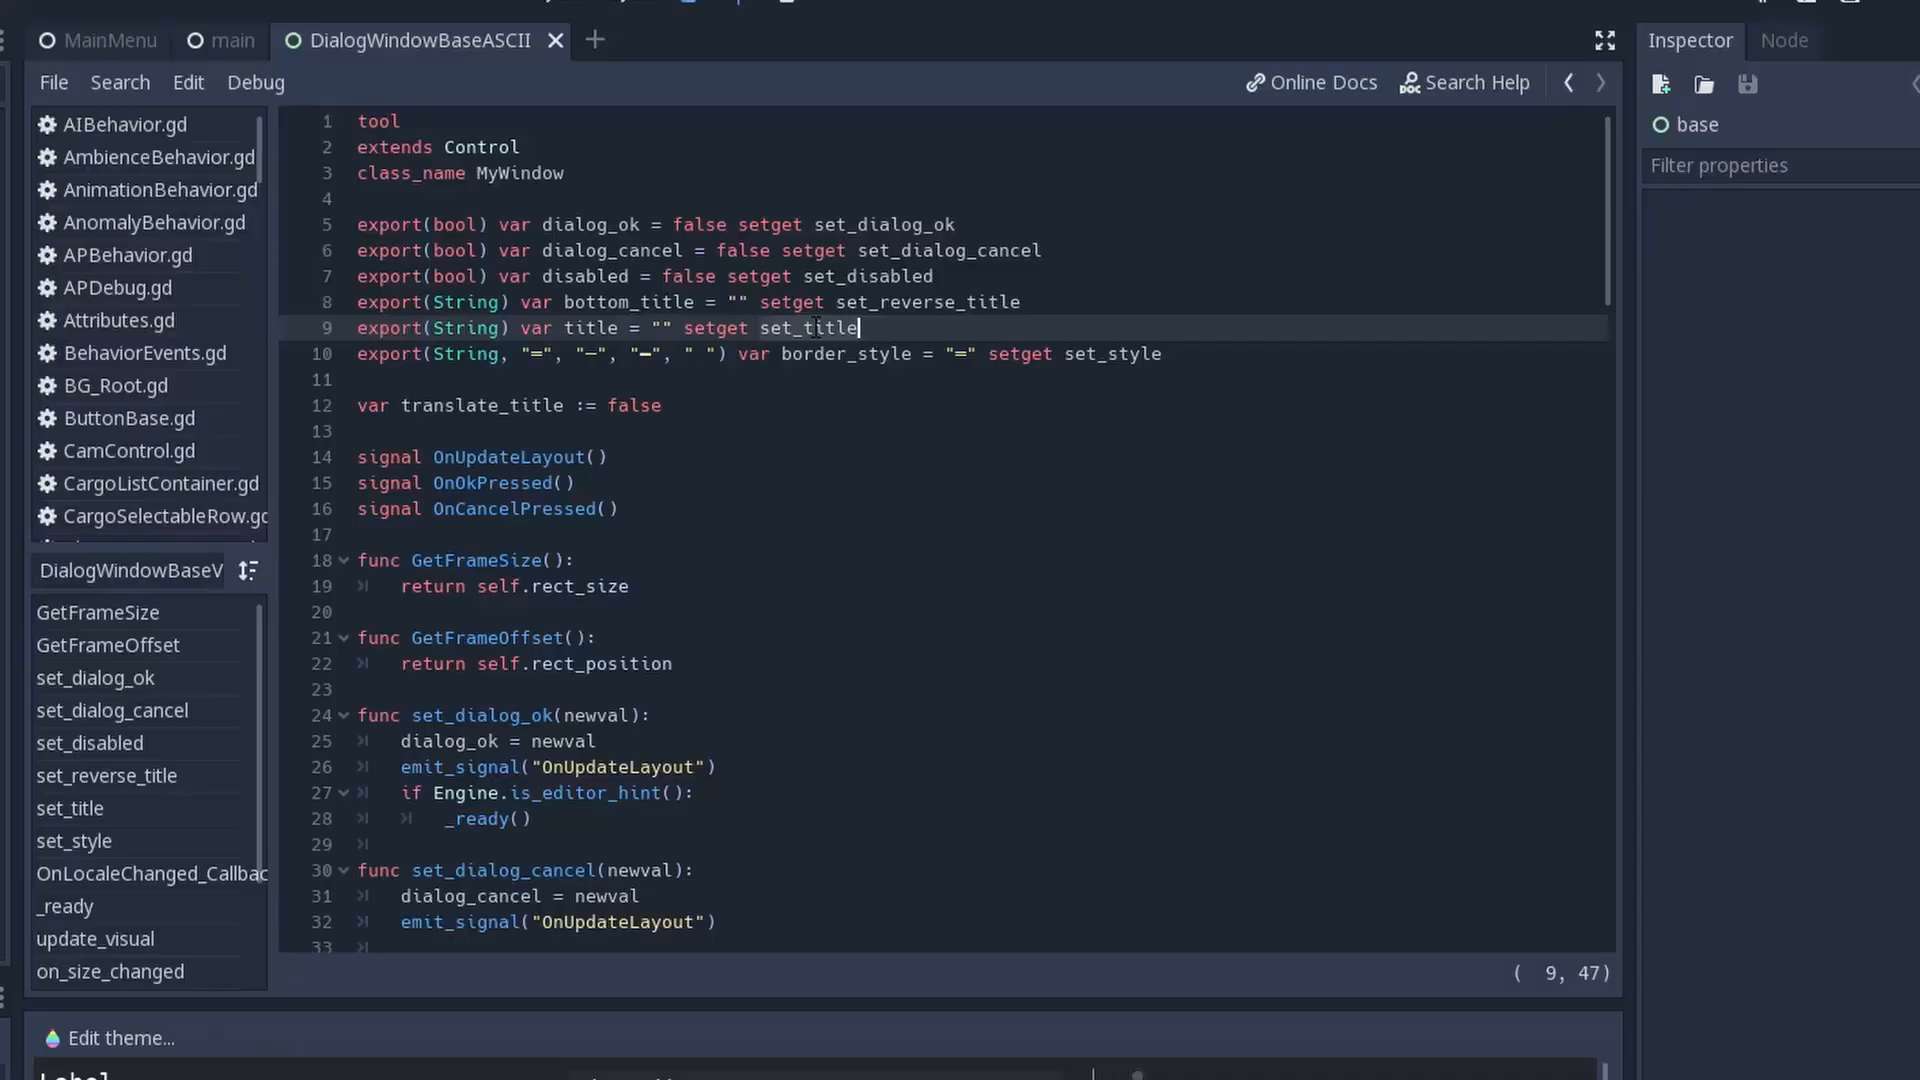 MainMenu main DialogWindowBaseASCII
File Search Edit Debug Online Docs Search Help
AIBehavior.gd
AmbienceBehavior.gd
AnimationBehavior.gd
AnomalyBehavior.gd
APBehavior.gd
APDebug.gd
Attributes.gd
BehaviorEvents.gd
BG_Root.gd
ButtonBase.gd
CamControl.gd
CargoListContainer.gd
CargoSelectableRow.gd
DialogWindowBaseV
GetFrameSize
GetFrameOffset
set_dialog_ok
set_dialog_cancel
set_disabled
set_reverse_title
set_title
set_style
OnLocaleChanged_Callbac
_ready
update_visual
on_size_changed
1 tool
2 extends Control
3 class_name MyWindow
4
5 export(bool) var dialog_ok = false setget set_dialog_ok
6 export(bool) var dialog_cancel = false setget set_dialog_cancel
7 export(bool) var disabled = false setget set_disabled
8 export(String) var bottom_title = "" setget set_reverse_title
9 export(String) var title = "" setget set_title
10 export(String, "═", "─", "━", " ") var border_style = "═" setget set_style
11
12 var translate_title := false
13
14 signal OnUpdateLayout()
15 signal OnOkPressed()
16 signal OnCancelPressed()
17
18 func GetFrameSize():
19 return self.rect_size
20
21 func GetFrameOffset():
22 return self.rect_position
23
24 func set_dialog_ok(newval):
25 dialog_ok = newval
26 emit_signal("OnUpdateLayout")
27 if Engine.is_editor_hint():
28 _ready()
29
30 func set_dialog_cancel(newval):
31 dialog_cancel = newval
32 emit_signal("OnUpdateLayout")
33
( 9, 47)
Edit theme...
Label
Inspector Node
base
Filter properties